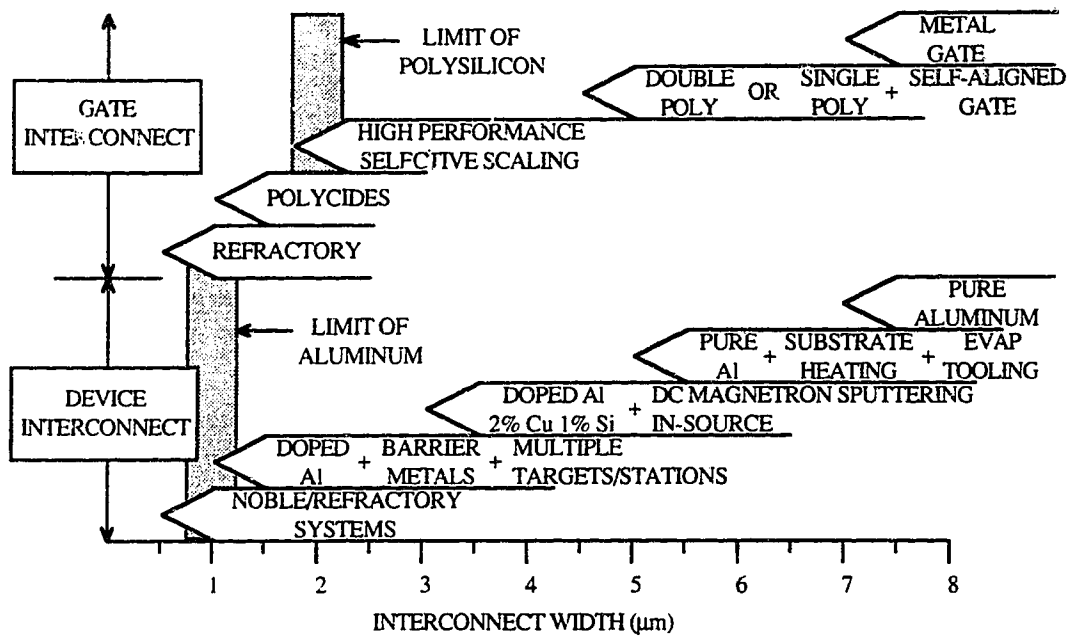 METAL
GATE
LIMIT OF
POLYSILICON
DOUBLE POLY OR SINGLE POLY + SELF-ALIGNED GATE
GATE
INTERCONNECT
HIGH PERFORMANCE
SELECTIVE SCALING
POLYCIDES
REFRACTORY
PURE
ALUMINUM
LIMIT OF
ALUMINUM
PURE Al + SUBSTRATE HEATING + EVAP TOOLING
DEVICE
INTERCONNECT
DOPED Al
2% Cu 1% Si + DC MAGNETRON SPUTTERING
IN-SOURCE
DOPED Al + BARRIER METALS + MULTIPLE TARGETS/STATIONS
NOBLE/REFRACTORY
SYSTEMS
1 2 3 4 5 6 7 8
INTERCONNECT WIDTH (μm)